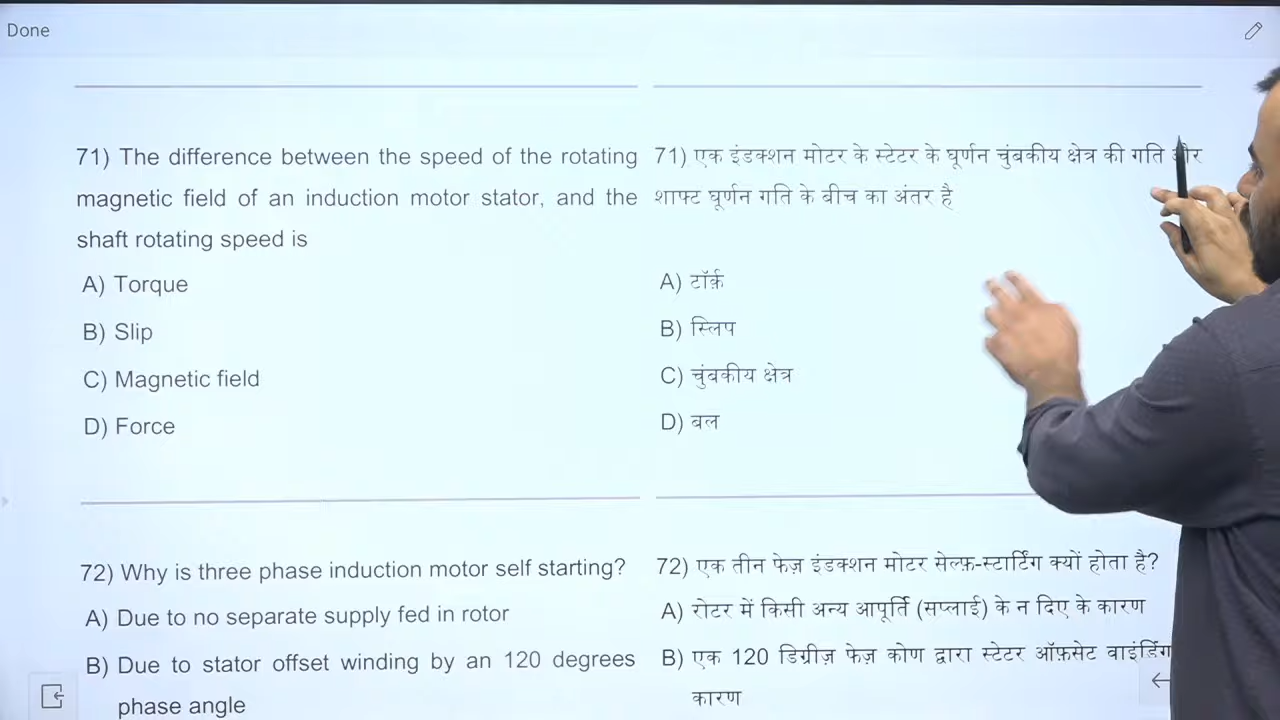 Done
71) The difference between the speed of the rotating
magnetic field of an induction motor stator, and the
shaft rotating speed is
A) Torque
B) Slip
C) Magnetic field
D) Force
71) एक इंडक्शन मोटर के स्टेटर के घूर्णन चुंबकीय क्षेत्र की गति और
शाफ्ट घूर्णन गति के बीच का अंतर है
A) टॉर्क़
B) स्लिप
C) चुंबकीय क्षेत्र
D) बल
72) Why is three phase induction motor self starting?
A) Due to no separate supply fed in rotor
B) Due to stator offset winding by an 120 degrees
phase angle
72) एक तीन फेज़ इंडक्शन मोटर सेल्फ़-स्टार्टिंग क्यों होता है?
A) रोटर में किसी अन्य आपूर्ति (सप्लाई) के न दिए के कारण
B) एक 120 डिग्रीज़ फेज़ कोण द्वारा स्टेटर ऑफ़सेट वाइंडिंग
कारण